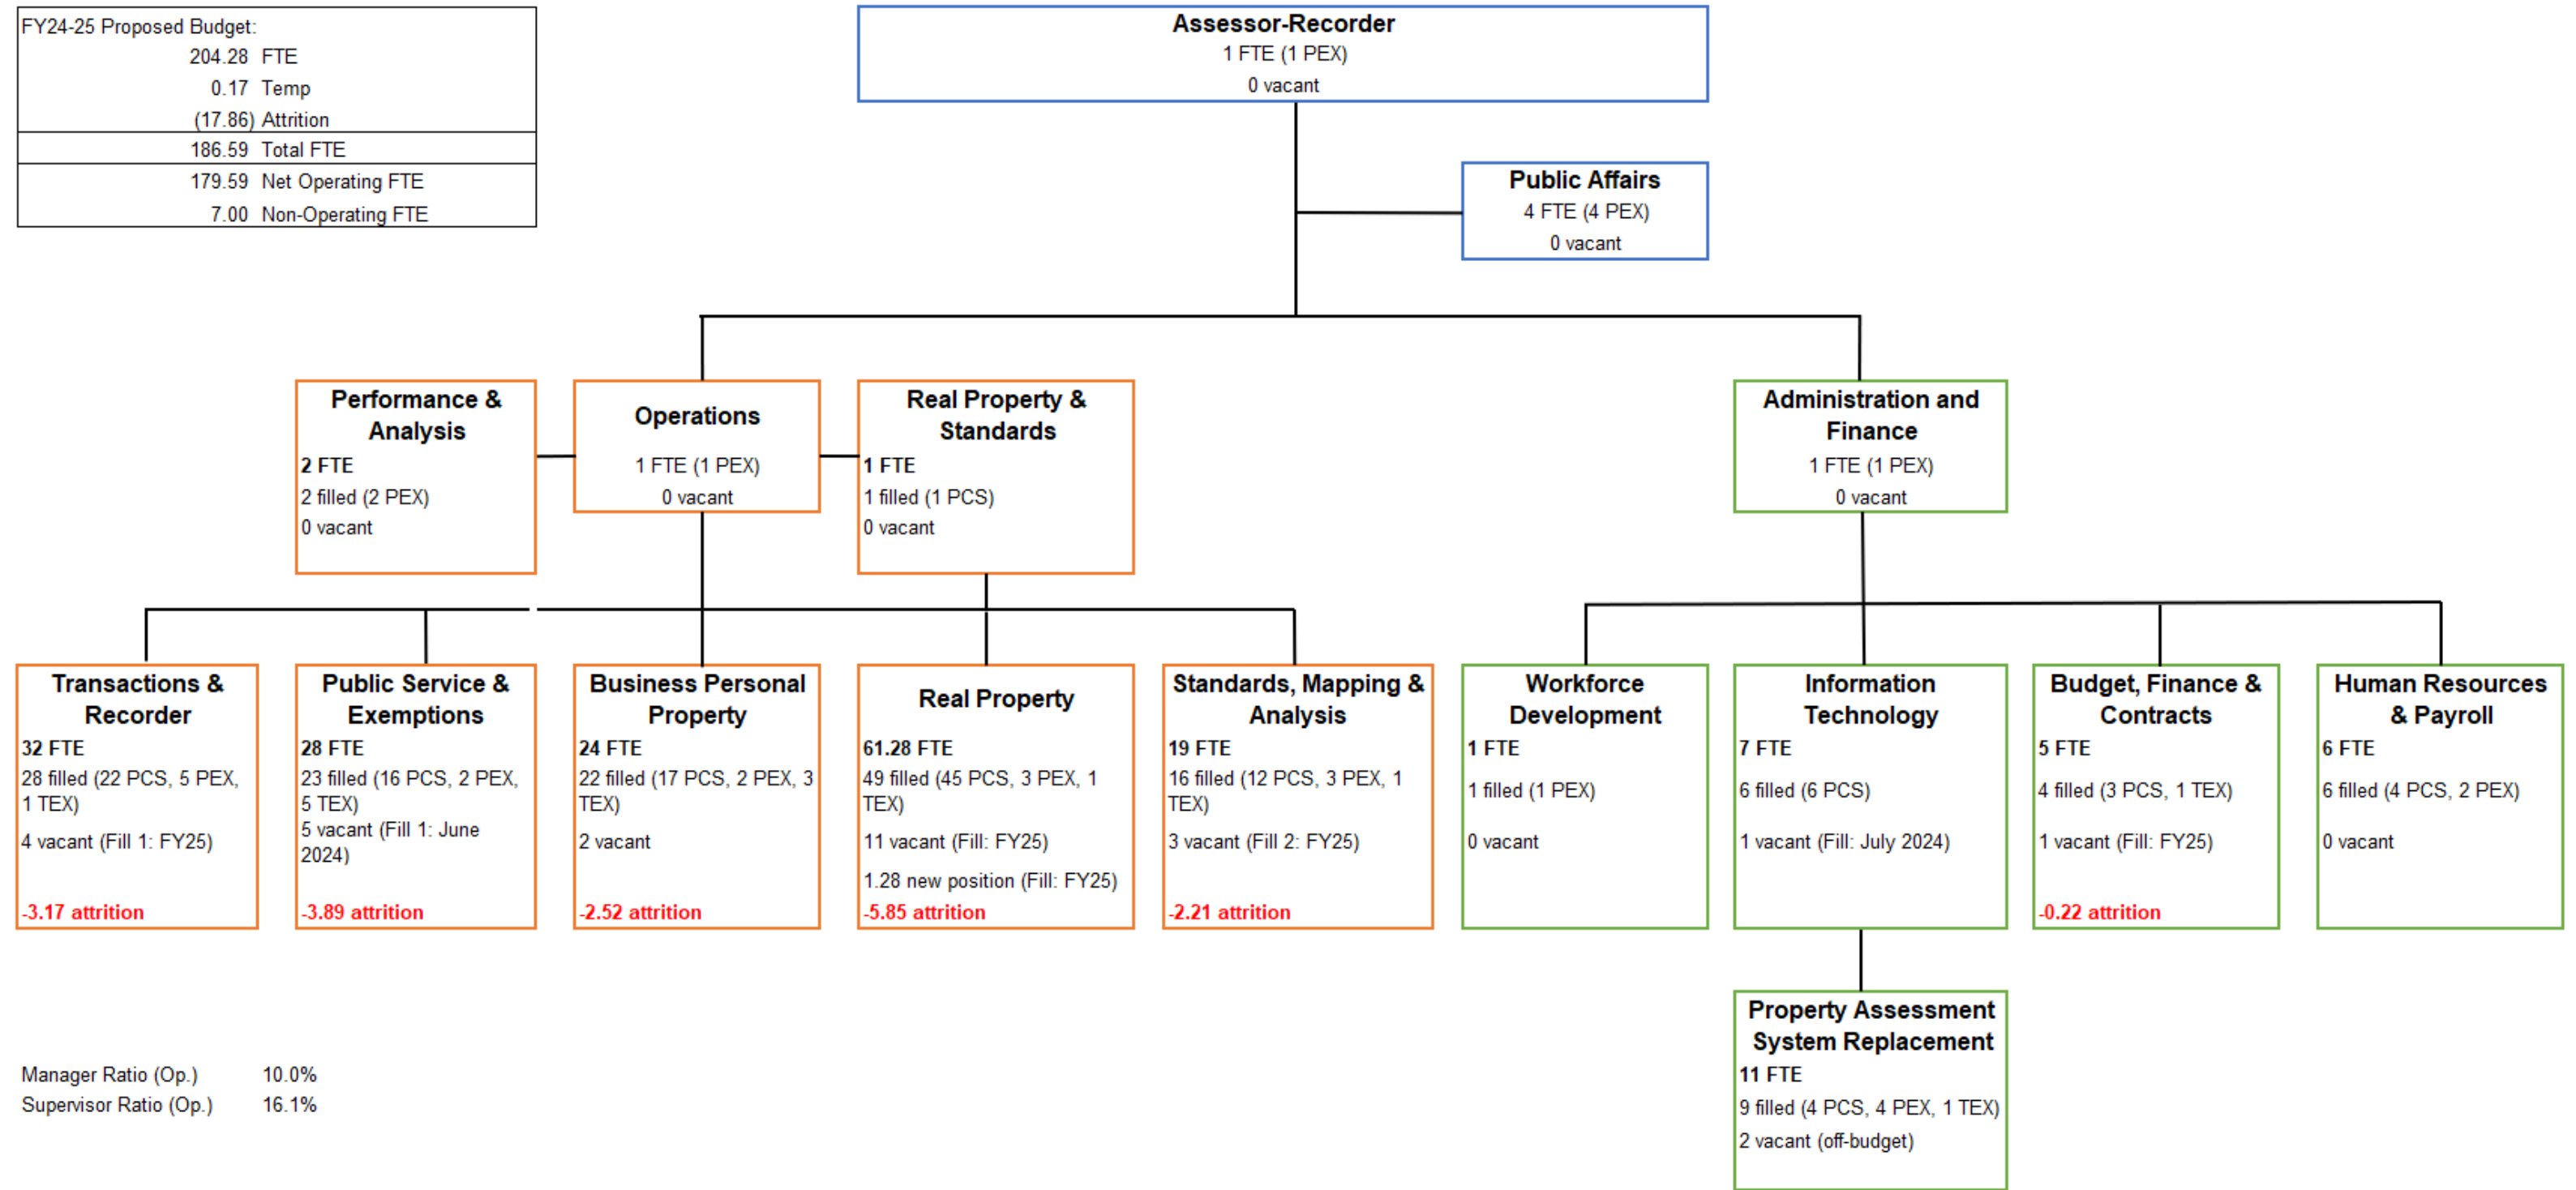 FY24-25 Proposed Budget:
204.28 FTE
0.17 Temp
(17.86) Attrition
186.59 Total FTE
179.59 Net Operating FTE
7.00 Non-Operating FTE
Assessor-Recorder
1 FTE (1 PEX)
0 vacant
Public Affairs
4 FTE (4 PEX)
0 vacant
Performance &
Analysis
2 FTE
2 filled (2 PEX)
0 vacant
Operations
1 FTE (1 PEX)
0 vacant
Real Property &
Standards
1 FTE
1 filled (1 PCS)
0 vacant
Administration and
Finance
1 FTE (1 PEX)
0 vacant
Transactions &
Recorder
32 FTE
28 filled (22 PCS, 5 PEX,
1 TEX)
4 vacant (Fill 1: FY25)
-3.17 attrition
Public Service &
Exemptions
28 FTE
23 filled (16 PCS, 2 PEX,
5 TEX)
5 vacant (Fill 1: June
2024)
-3.89 attrition
Business Personal
Property
24 FTE
22 filled (17 PCS, 2 PEX, 3
TEX)
2 vacant
-2.52 attrition
Real Property
61.28 FTE
49 filled (45 PCS, 3 PEX, 1
TEX)
11 vacant (Fill: FY25)
1.28 new position (Fill: FY25)
-5.85 attrition
Standards, Mapping &
Analysis
19 FTE
16 filled (12 PCS, 3 PEX, 1
TEX)
3 vacant (Fill 2: FY25)
-2.21 attrition
Workforce
Development
1 FTE
1 filled (1 PEX)
0 vacant
Information
Technology
7 FTE
6 filled (6 PCS)
1 vacant (Fill: July 2024)
Budget, Finance &
Contracts
5 FTE
4 filled (3 PCS, 1 TEX)
1 vacant (Fill: FY25)
-0.22 attrition
Human Resources
& Payroll
6 FTE
6 filled (4 PCS, 2 PEX)
0 vacant
Property Assessment
System Replacement
11 FTE
9 filled (4 PCS, 4 PEX, 1 TEX)
2 vacant (off-budget)
Manager Ratio (Op.) 10.0%
Supervisor Ratio (Op.) 16.1%